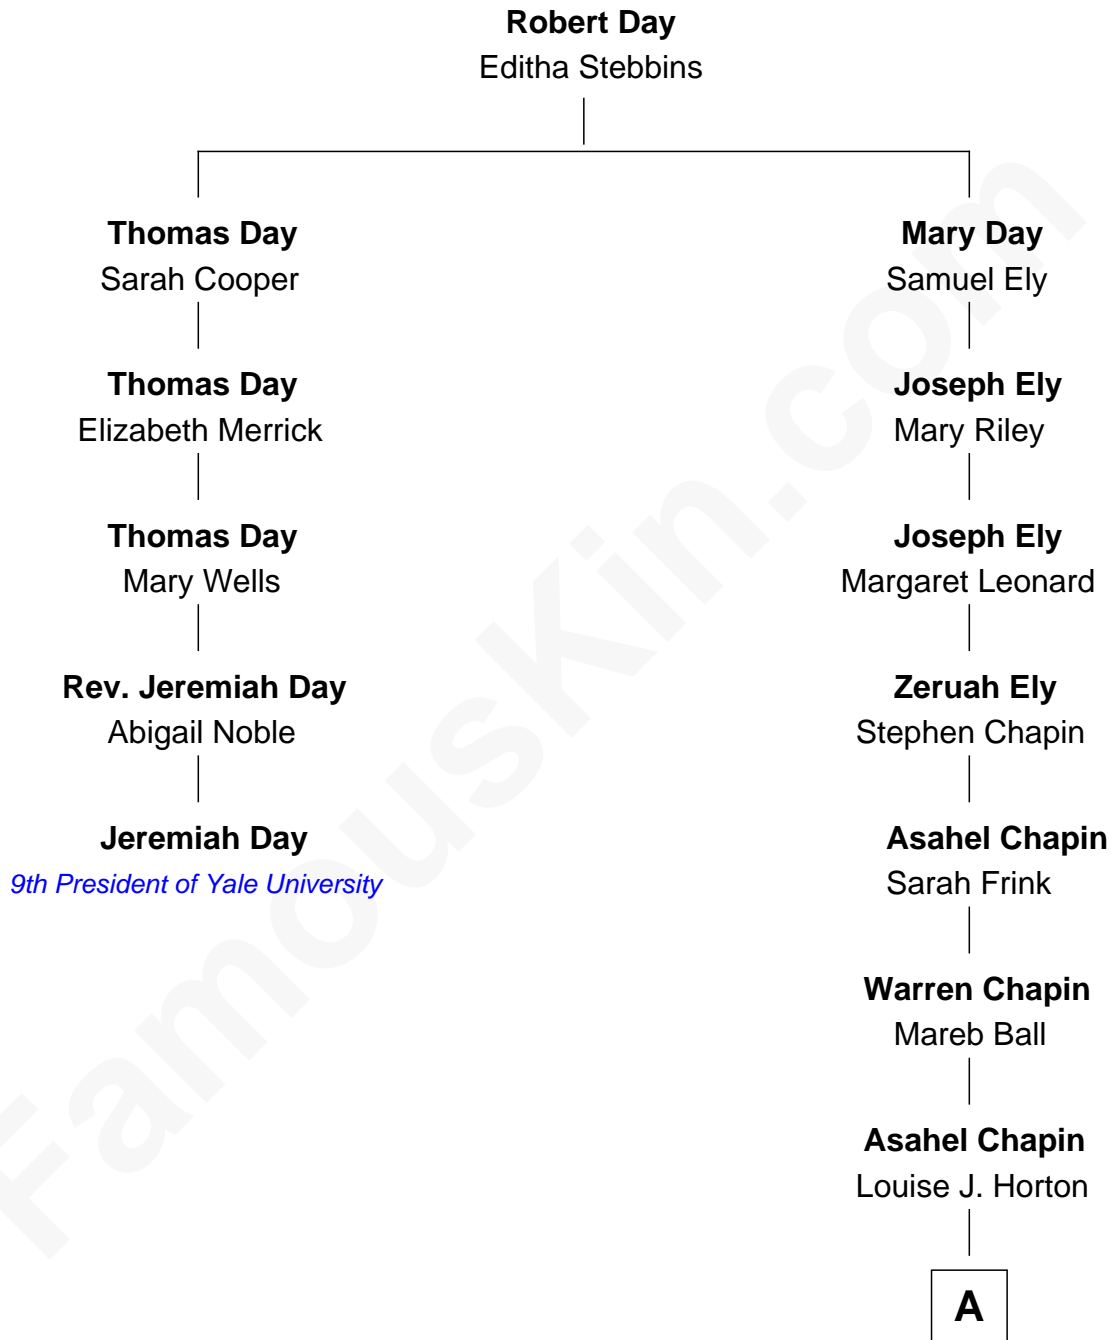 Robert Day
Editha Stebbins
Thomas Day
Sarah Cooper
Thomas Day
Elizabeth Merrick
Thomas Day
Mary Wells
Rev. Jeremiah Day
Abigail Noble
Jeremiah Day
9th President of Yale University
Mary Day
Samuel Ely
Joseph Ely
Mary Riley
Joseph Ely
Margaret Leonard
Zeruah Ely
Stephen Chapin
Asahel Chapin
Sarah Frink
Warren Chapin
Mareb Ball
Asahel Chapin
Louise J. Horton
A
FamousKin.com